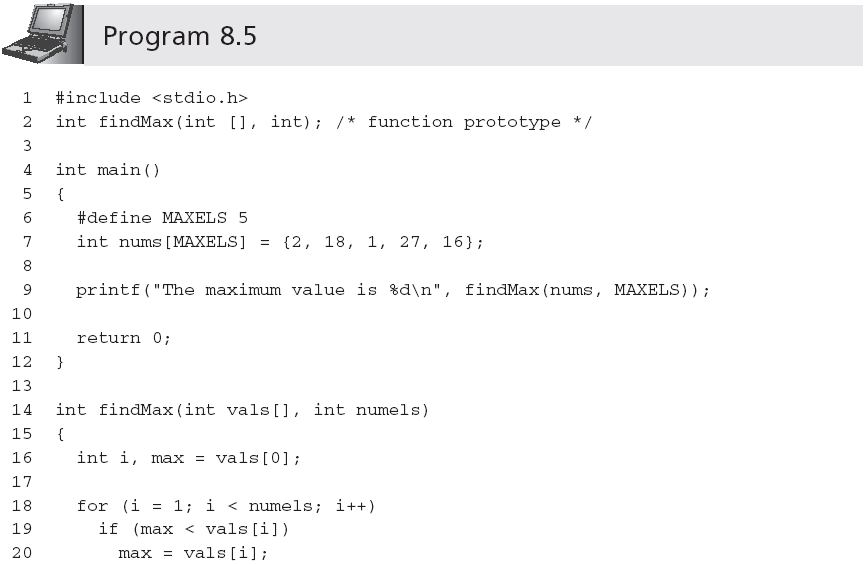 Program 8.5
1 #include <stdio.h>
2 int findMax(int [], int); /* function prototype */
3
4 int main()
5 {
6   #define MAXELS 5
7   int nums[MAXELS] = {2, 18, 1, 27, 16};
8
9   printf("The maximum value is %d\n", findMax(nums, MAXELS));
10
11   return 0;
12 }
13
14 int findMax(int vals[], int numels)
15 {
16   int i, max = vals[0];
17
18   for (i = 1; i < numels; i++)
19     if (max < vals[i])
20       max = vals[i];